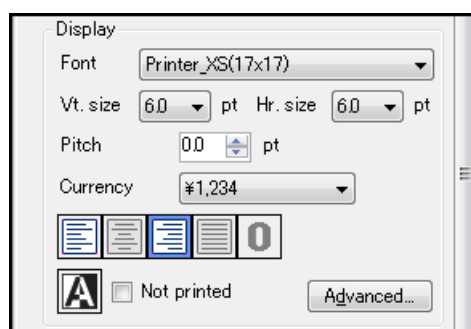 Display
Font Printer_XS(17x17)
Vt. size 6.0 pt Hr. size 6.0 pt
Pitch 0.0 pt
Currency ¥1,234
0
A Not printed Advanced...